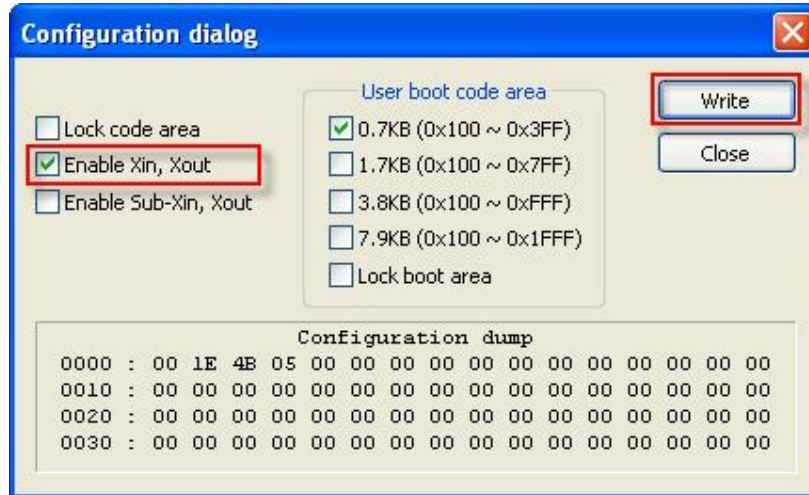 Configuration dialog
Lock code area
Enable Xin, Xout
Enable Sub-Xin, Xout
User boot code area
0.7KB (0x100 ~ 0x3FF)
1.7KB (0x100 ~ 0x7FF)
3.8KB (0x100 ~ 0xFFF)
7.9KB (0x100 ~ 0x1FFF)
Lock boot area
Write
Close
Configuration dump
0000 : 00 1E 4B 05 00 00 00 00 00 00 00 00 00 00 00 00
0010 : 00 00 00 00 00 00 00 00 00 00 00 00 00 00 00 00
0020 : 00 00 00 00 00 00 00 00 00 00 00 00 00 00 00 00
0030 : 00 00 00 00 00 00 00 00 00 00 00 00 00 00 00 00